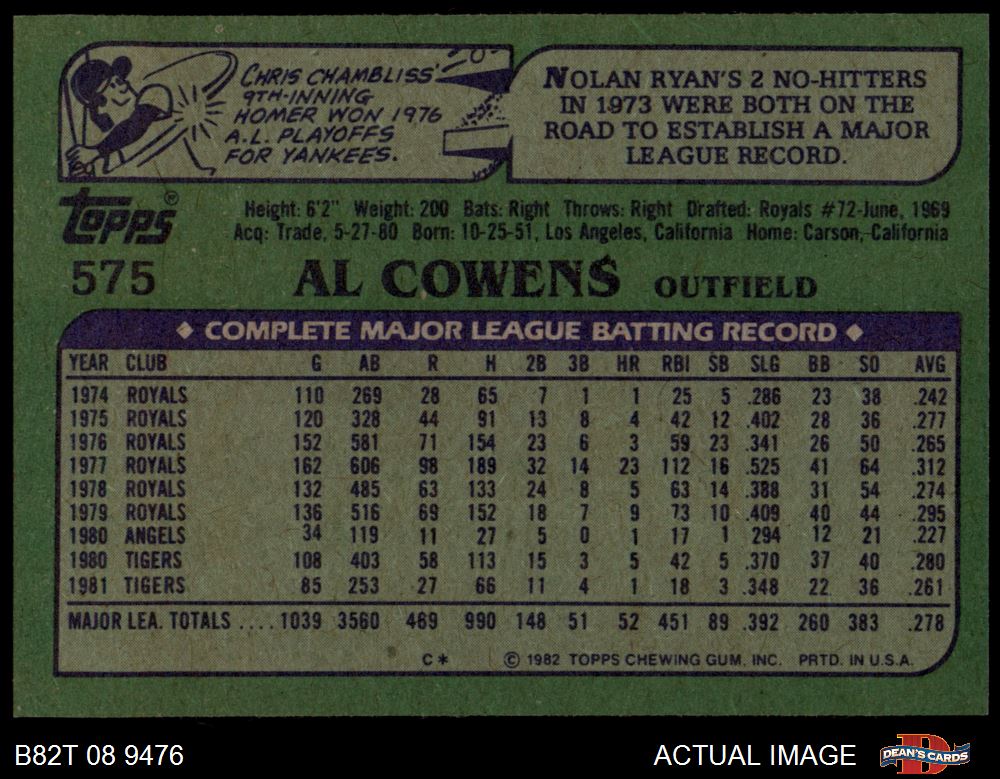 CHRIS CHAMBLISS'
9TH-INNING
HOMER WON 1976
A.L. PLAYOFFS
FOR YANKEES.
NOLAN RYAN'S 2 NO-HITTERS
IN 1973 WERE BOTH ON THE
ROAD TO ESTABLISH A MAJOR
LEAGUE RECORD.
TOPPS®
Height: 6'2" Weight: 200 Bats: Right Throws: Right Drafted: Royals #72-June, 1969
Acq: Trade, 5-27-80 Born: 10-25-51, Los Angeles, California Home: Carson, California
575 AL COWENS OUTFIELD
◆ COMPLETE MAJOR LEAGUE BATTING RECORD ◆
YEAR CLUB G AB R H 2B 3B HR RBI SB SLG BB SO AVG
1974 ROYALS 110 269 28 65 7 1 1 25 5 .286 23 38 .242
1975 ROYALS 120 328 44 91 13 8 4 42 12 .402 28 36 .277
1976 ROYALS 152 581 71 154 23 6 3 59 23 .341 26 50 .265
1977 ROYALS 162 606 98 189 32 14 23 112 16 .525 41 64 .312
1978 ROYALS 132 485 63 133 24 8 5 63 14 .388 31 54 .274
1979 ROYALS 136 516 69 152 18 7 9 73 10 .409 40 44 .295
1980 ANGELS 34 119 11 27 5 0 1 17 1 .294 12 21 .227
1980 TIGERS 108 403 58 113 15 3 5 42 5 .370 37 40 .280
1981 TIGERS 85 253 27 66 11 4 1 18 3 .348 22 36 .261
MAJOR LEA. TOTALS .... 1039 3560 469 990 148 51 52 451 89 .392 260 383 .278
C* © 1982 TOPPS CHEWING GUM, INC. PRTD. IN U.S.A.
B82T 08 9476 ACTUAL IMAGE D DEAN'S CARDS